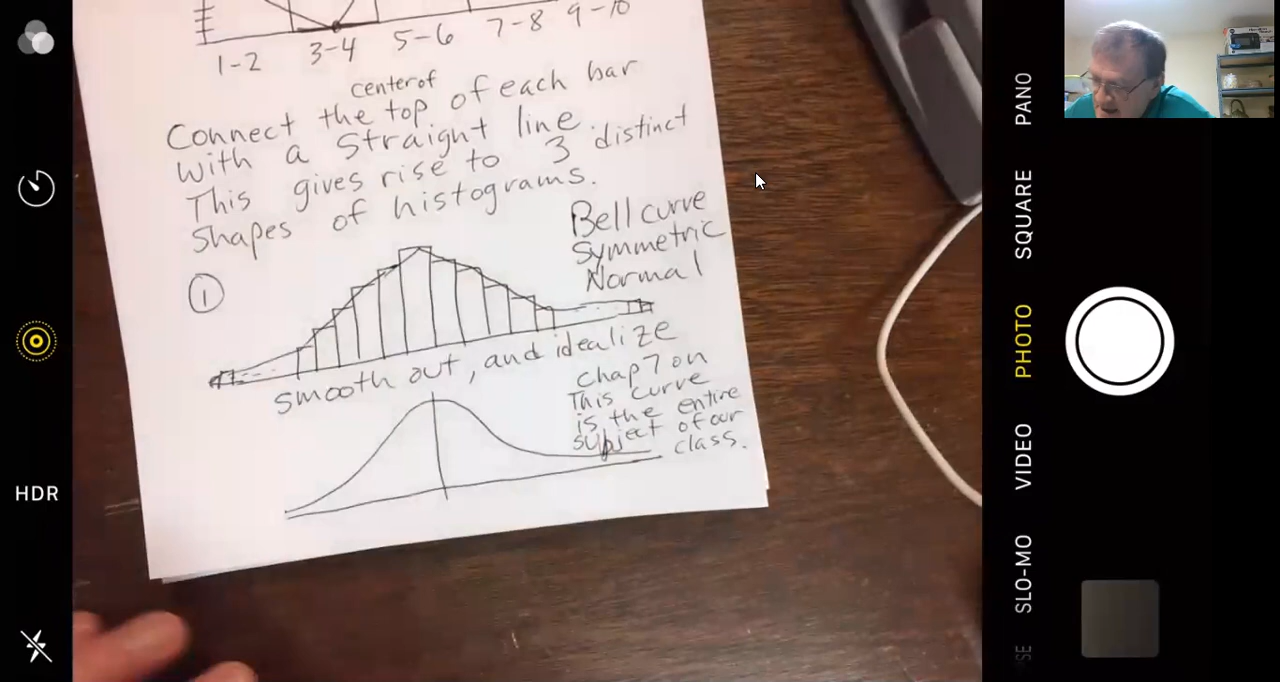 1-2 3-4 5-6 7-8 9-10
center of
Connect the top of each bar
with a straight line
This gives rise to 3 distinct
shapes of histograms.
1
Bell curve
Symmetric
Normal
smooth out, and idealize
chap 7 on
This curve
is the entire
subject of our
class.
HDR
PANO
SQUARE
PHOTO
VIDEO
SLO-MO
SE